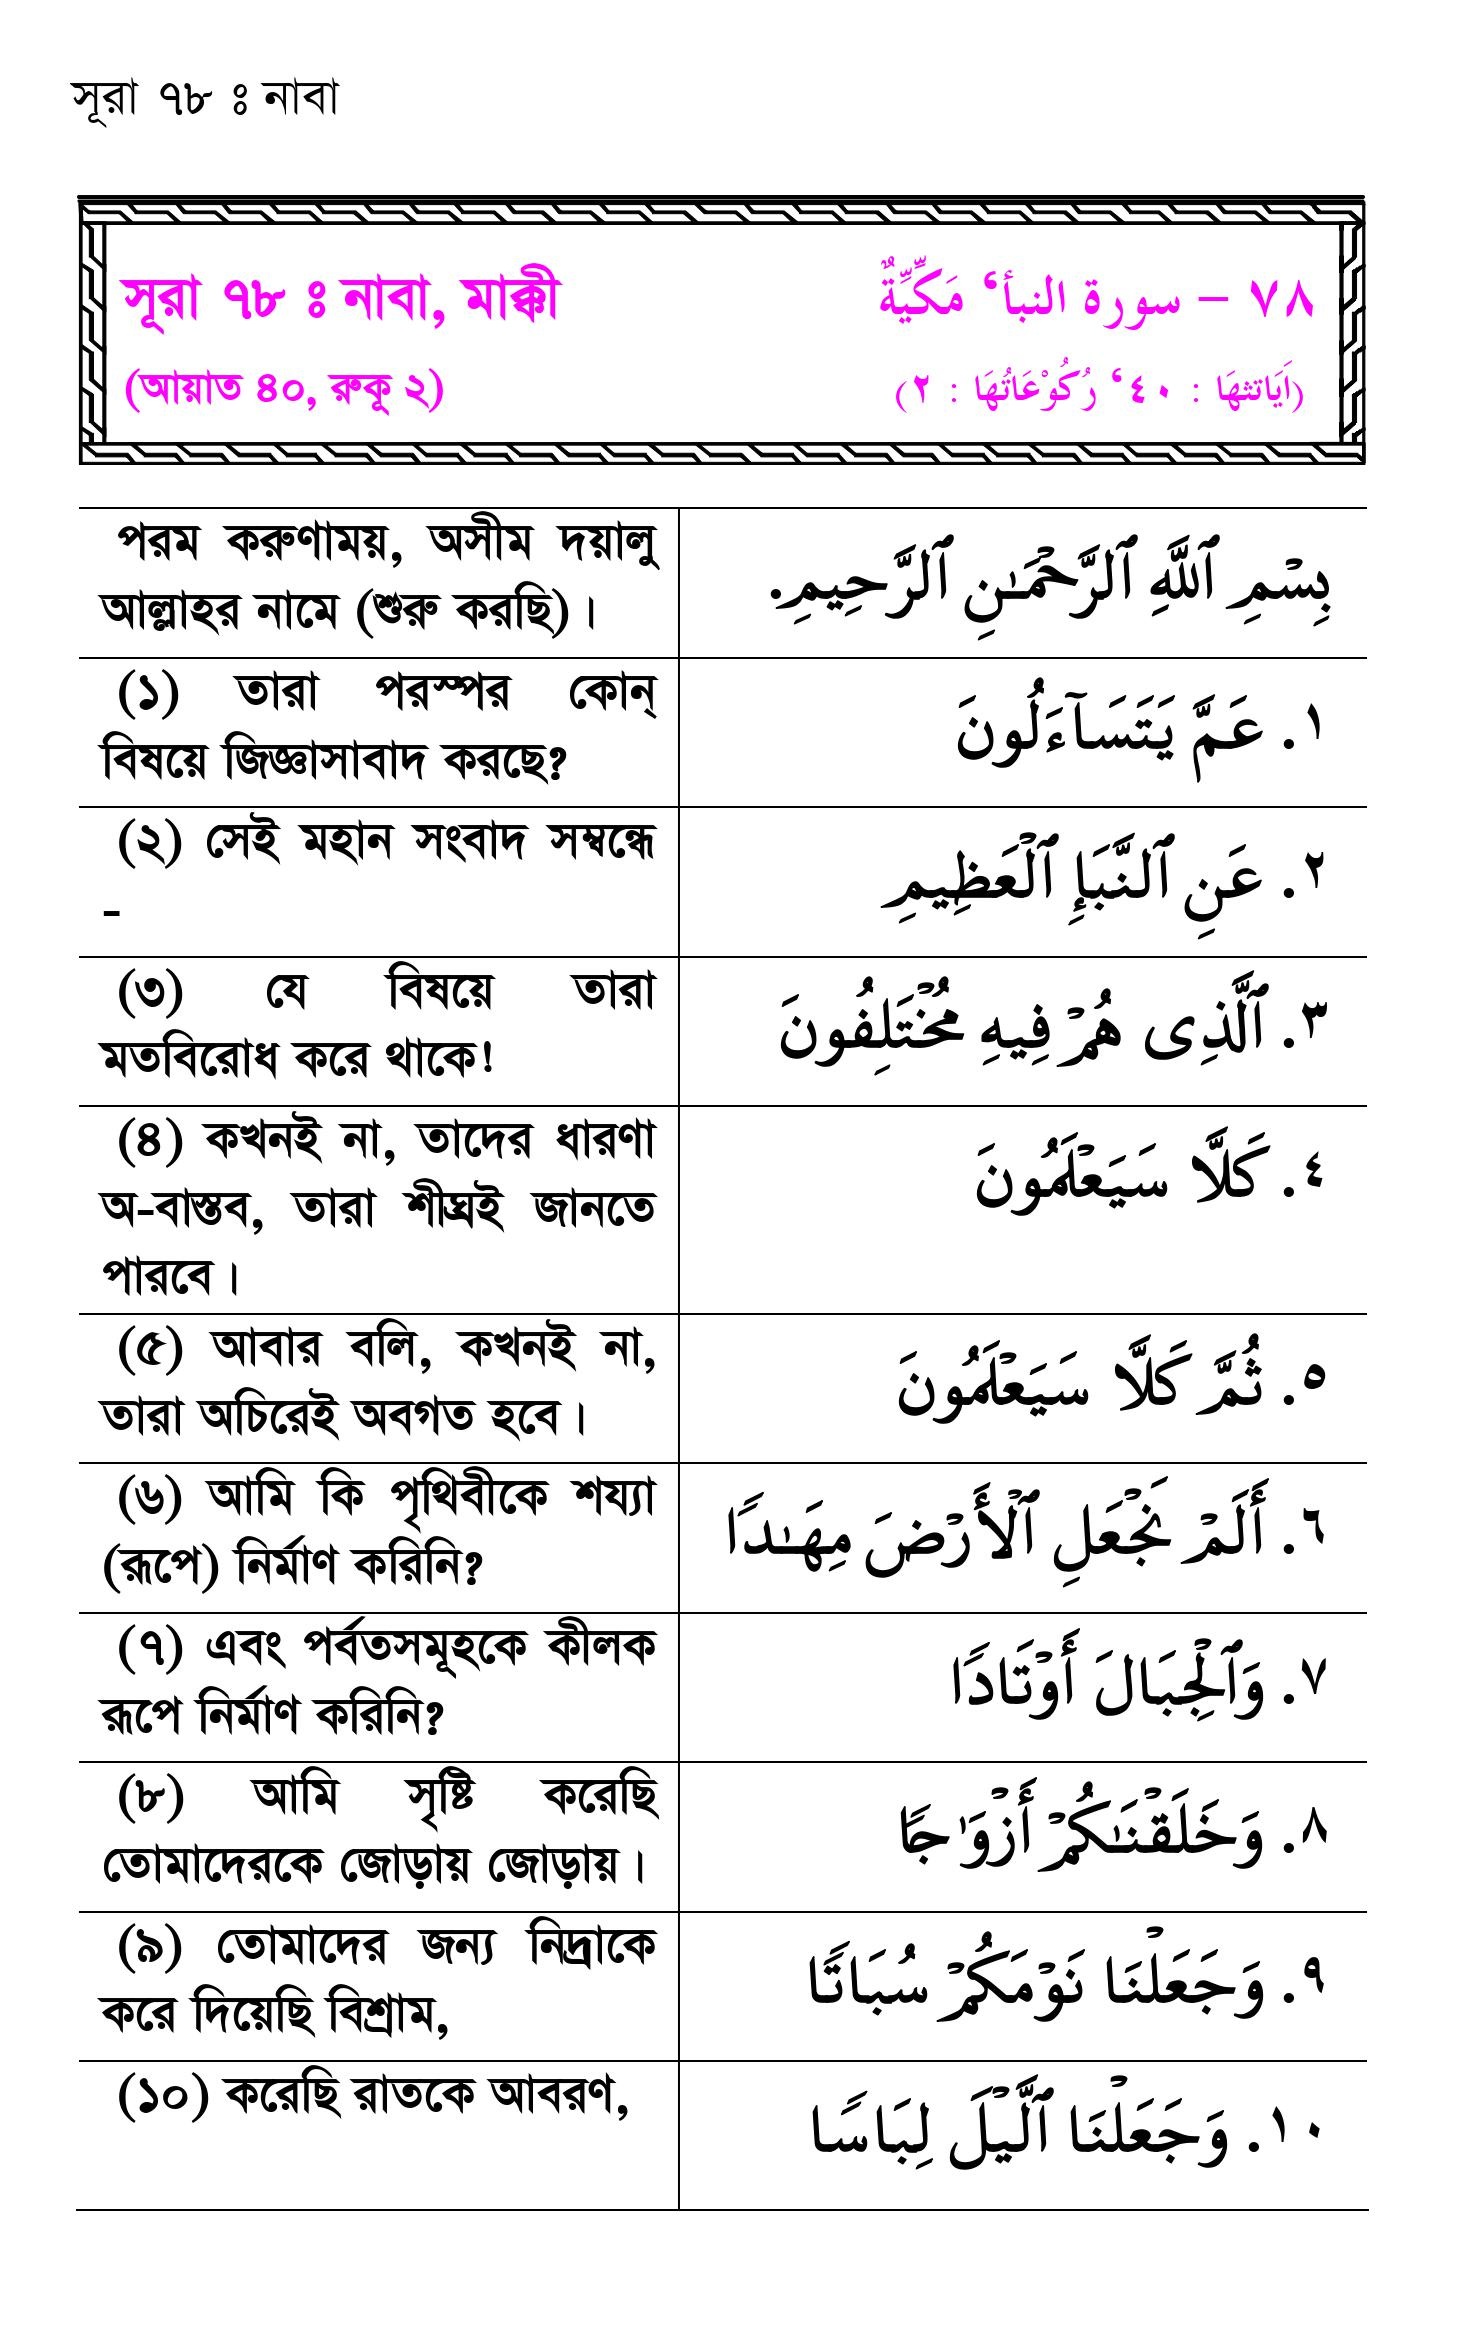 সূরা ৭৮ ঃ নাবা
সূরা ৭৮ ঃ নাবা, মাক্কী
٧٨ – سورة النبأ‘ مَكِّيَّةٌ
(আয়াত ৪০, রুকূ ২)
(اَيَاتثهَا : ٤٠‘ رُكُوْعَاتُهَا : ٢)
পরম করুণাময়, অসীম দয়ালু
আল্লাহর নামে (শুরু করছি)।
بِسْمِ ٱللَّهِ ٱلرَّحْمَـٰنِ ٱلرَّحِيمِ.
(১) তারা পরস্পর কোন্
বিষয়ে জিজ্ঞাসাবাদ করছে?
١. عَمَّ يَتَسَآءَلُونَ
(২) সেই মহান সংবাদ সম্বন্ধে
-
٢. عَنِ ٱلنَّبَإِ ٱلْعَظِيمِ
(৩) যে বিষয়ে তারা
মতবিরোধ করে থাকে!
٣. ٱلَّذِى هُمْ فِيهِ مُخْتَلِفُونَ
(৪) কখনই না, তাদের ধারণা
অ-বাস্তব, তারা শীঘ্রই জানতে
পারবে।
٤. كَلَّا سَيَعْلَمُونَ
(৫) আবার বলি, কখনই না,
তারা অচিরেই অবগত হবে।
٥. ثُمَّ كَلَّا سَيَعْلَمُونَ
(৬) আমি কি পৃথিবীকে শয্যা
(রূপে) নির্মাণ করিনি?
٦. أَلَمْ نَجْعَلِ ٱلْأَرْضَ مِهَـٰدًا
(৭) এবং পর্বতসমূহকে কীলক
রূপে নির্মাণ করিনি?
٧. وَٱلْجِبَالَ أَوْتَادًا
(৮) আমি সৃষ্টি করেছি
তোমাদেরকে জোড়ায় জোড়ায়।
٨. وَخَلَقْنَـٰكُمْ أَزْوَٰجًا
(৯) তোমাদের জন্য নিদ্রাকে
করে দিয়েছি বিশ্রাম,
٩. وَجَعَلْنَا نَوْمَكُمْ سُبَاتًا
(১০) করেছি রাতকে আবরণ,
١٠. وَجَعَلْنَا ٱلَّيْلَ لِبَاسًا